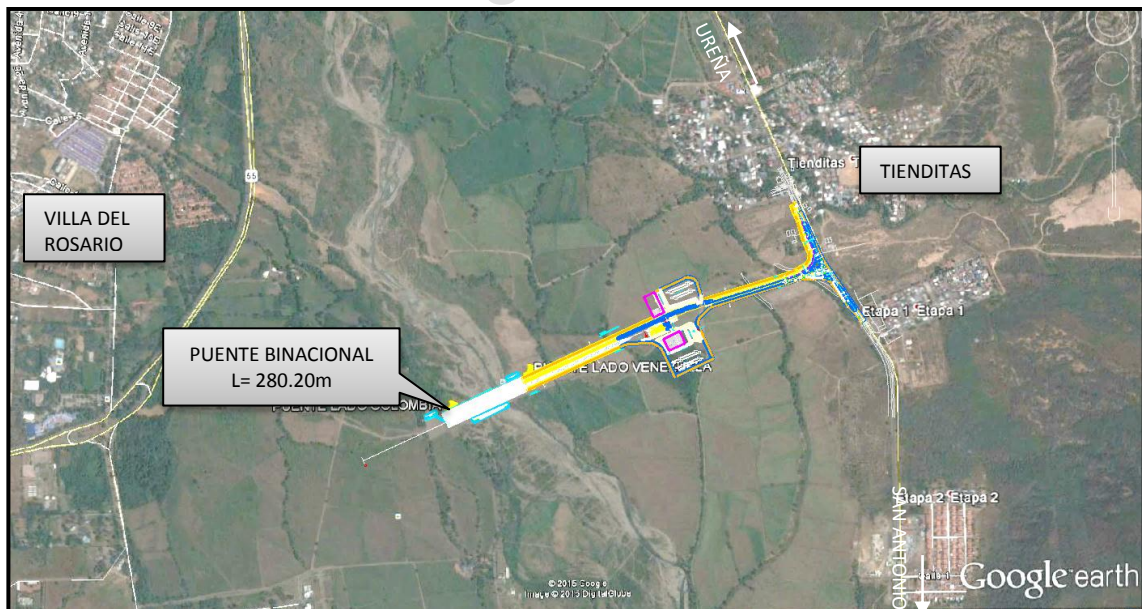 UREÑA
Tienditas
TIENDITAS
55
VILLA DEL
ROSARIO
Etapa 1 Etapa 1
PUENTE BINACIONAL
L= 280.20m
LADO VENEZUELA
PUENTE LADO COLOMBIA
Etapa 2 Etapa 2
SAN ANTONIO
© 2015 Google
Image © 2015 DigitalGlobe
Google earth